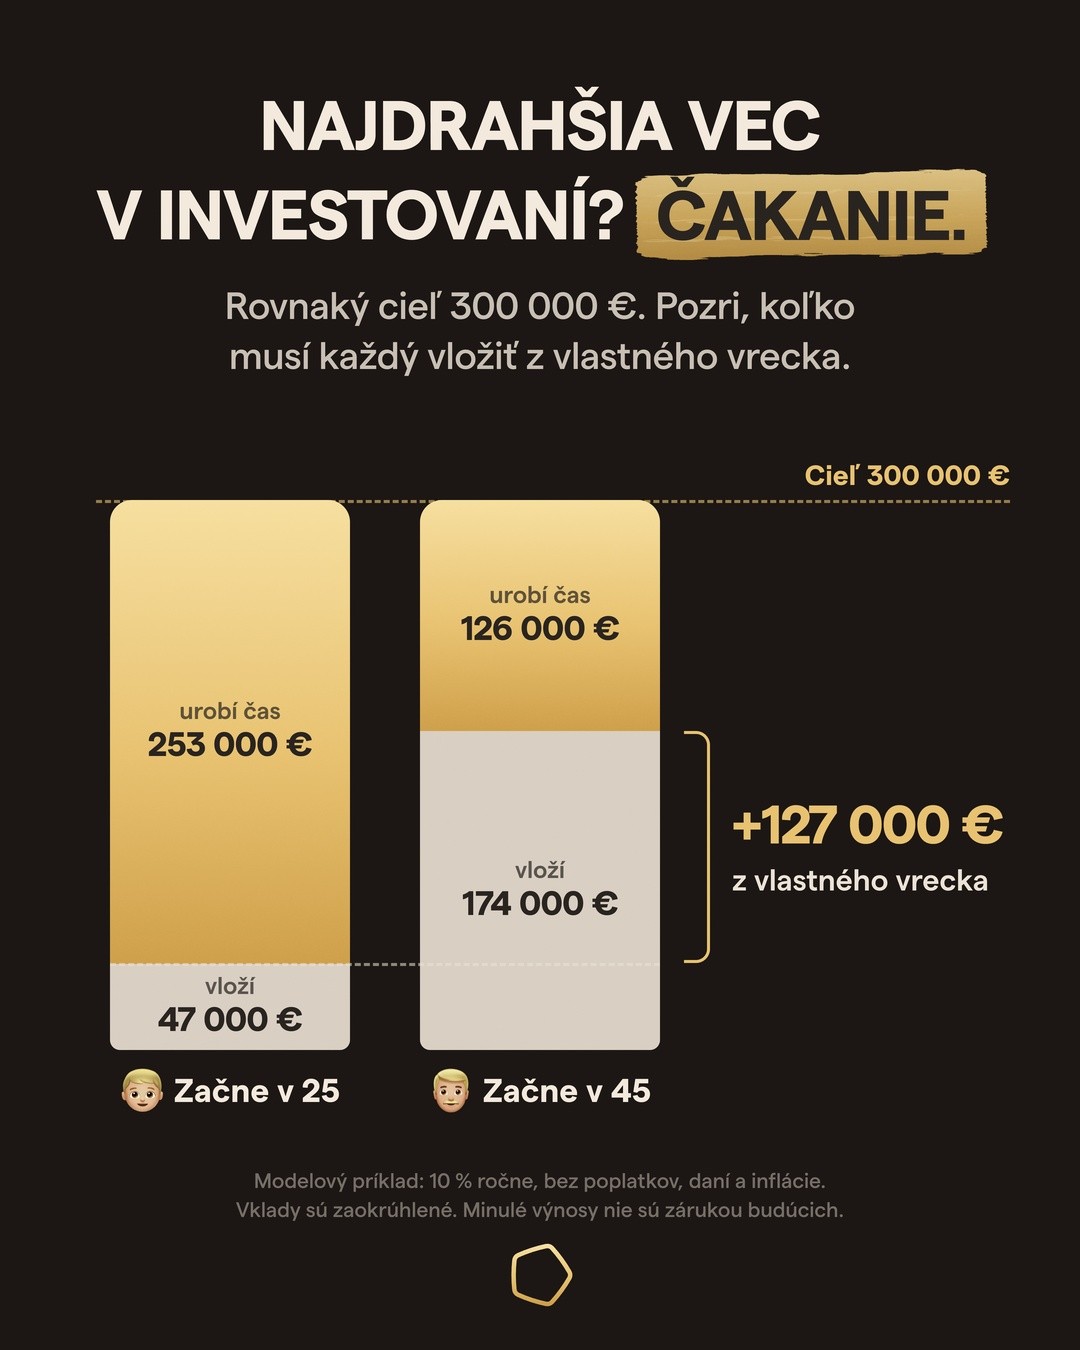 NAJDRAHŠIA VEC
V INVESTOVANÍ? ČAKANIE.
Rovnaký cieľ 300 000 €. Pozri, koľko
musí každý vložiť z vlastného vrecka.
Cieľ 300 000 €
urobí čas
253 000 €
vloží
47 000 €
urobí čas
126 000 €
vloží
174 000 €
+127 000 €
z vlastného vrecka
Začne v 25
Začne v 45
Modelový príklad: 10 % ročne, bez poplatkov, daní a inflácie.
Vklady sú zaokrúhlené. Minulé výnosy nie sú zárukou budúcich.